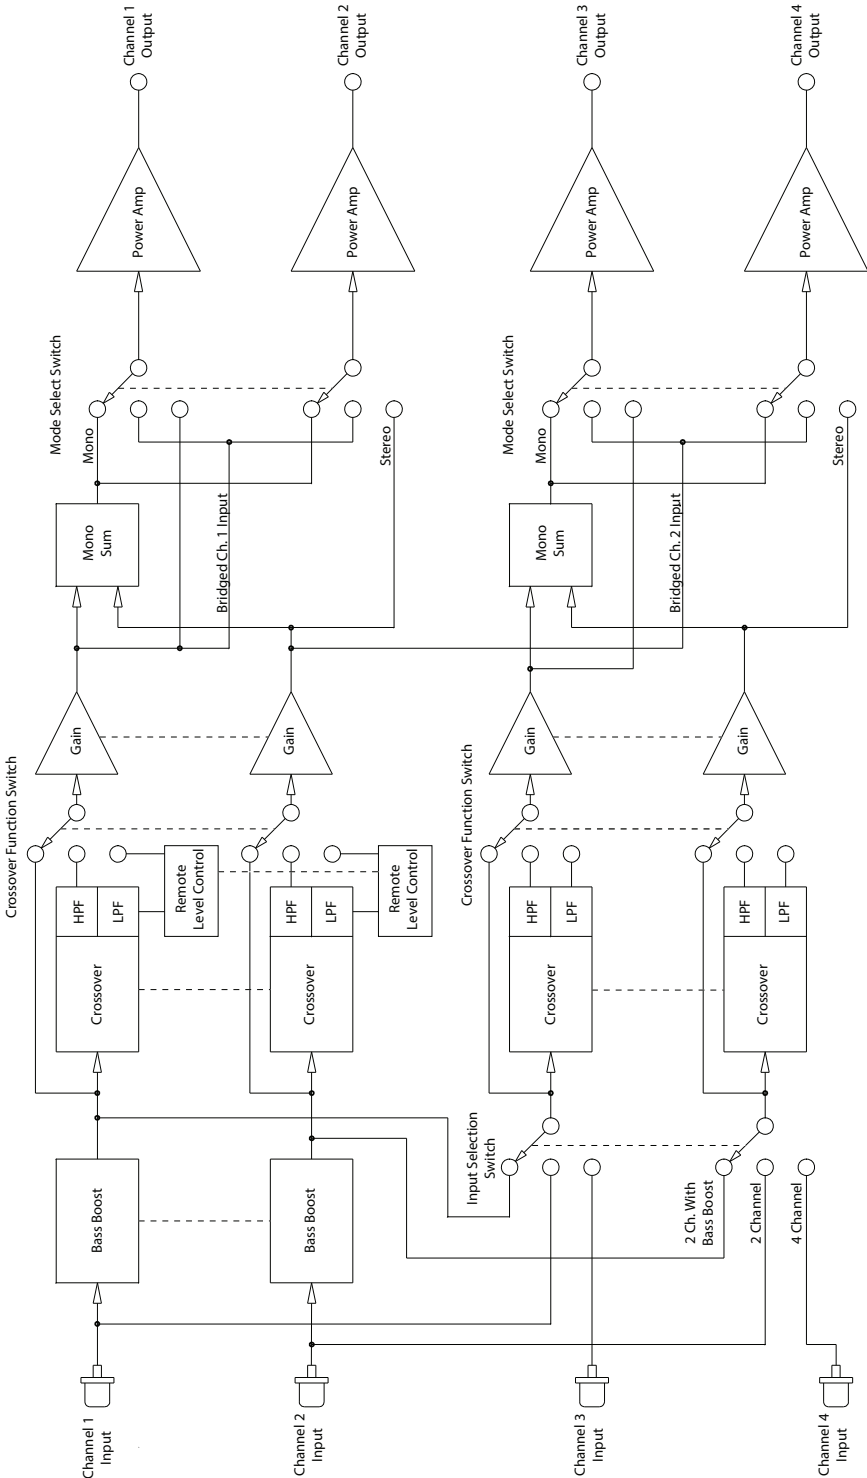 Channel 1
Input
Channel 2
Input
Channel 3
Input
Channel 4
Input
Bass Boost
Bass Boost
Input Selection
Switch
2 Ch. With
Bass Boost
2 Channel
4 Channel
Crossover
HPF
LPF
Crossover
HPF
LPF
Crossover
HPF
LPF
Crossover
HPF
LPF
Remote
Level Control
Remote
Level Control
Crossover Function Switch
Crossover Function Switch
Gain
Gain
Gain
Gain
Mono
Sum
Mono
Sum
Bridged Ch. 1 Input
Bridged Ch. 2 Input
Mode Select Switch
Mono
Stereo
Mode Select Switch
Mono
Stereo
Power Amp
Power Amp
Power Amp
Power Amp
Channel 1
Output
Channel 2
Output
Channel 3
Output
Channel 4
Output